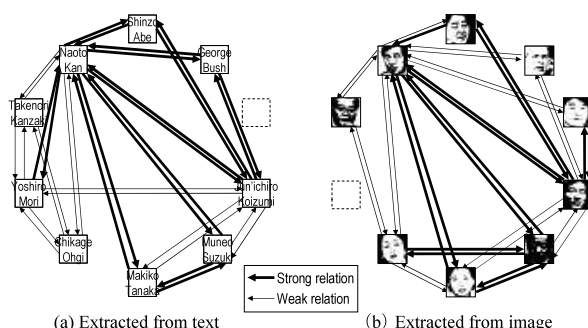 Shinzo
Abe
Naoto
Kan
George
Bush
Takenori
Kanzaki
Yoshiro
Mori
Jun'ichiro
Koizumi
Chikage
Ohgi
Muneo
Suzuki
Makiko
Tanaka
Strong relation
Weak relation
(a) Extracted from text
(b) Extracted from image